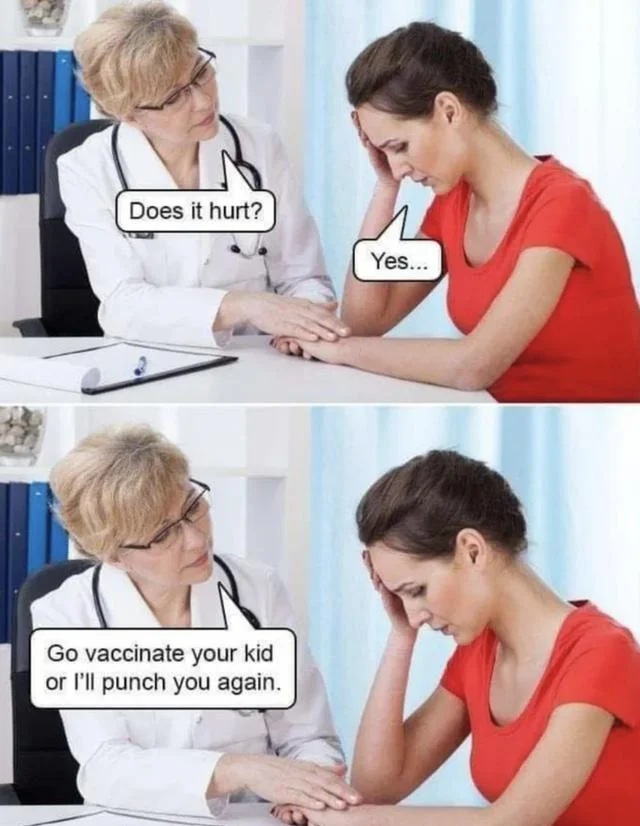 Does it hurt?
Yes...
Go vaccinate your kid
or I'll punch you again.